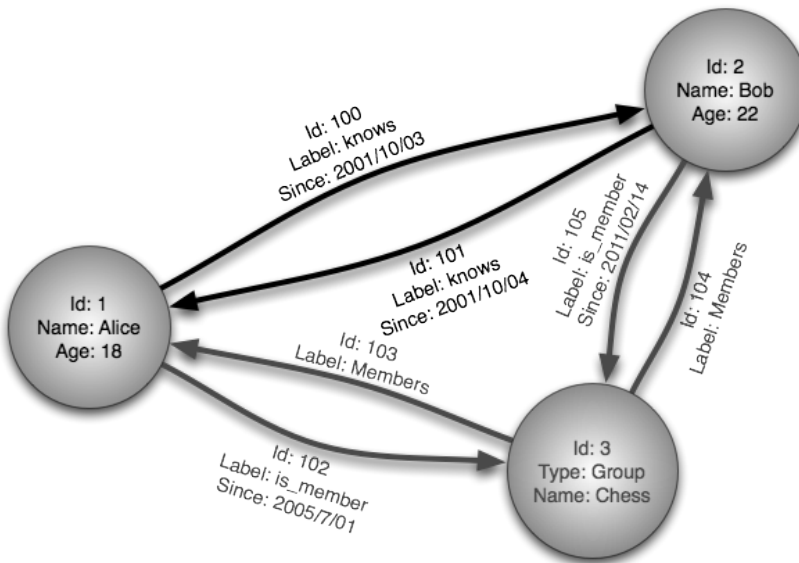 Id: 2
Name: Bob
Age: 22
Id: 100
Label: knows
Since: 2001/10/03
Id: 101
Label: knows
Since: 2001/10/04
Id: 105
Label: is_member
Since: 2011/02/14
Id: 104
Label: Members
Id: 1
Name: Alice
Age: 18
Id: 103
Label: Members
Id: 102
Label: is_member
Since: 2005/7/01
Id: 3
Type: Group
Name: Chess